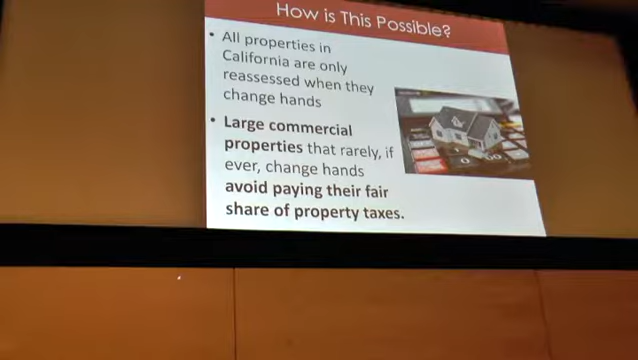 How is This Possible?
• All properties in
California are only
reassessed when they
change hands
• Large commercial
properties that rarely, if
ever, change hands
avoid paying their fair
share of property taxes.